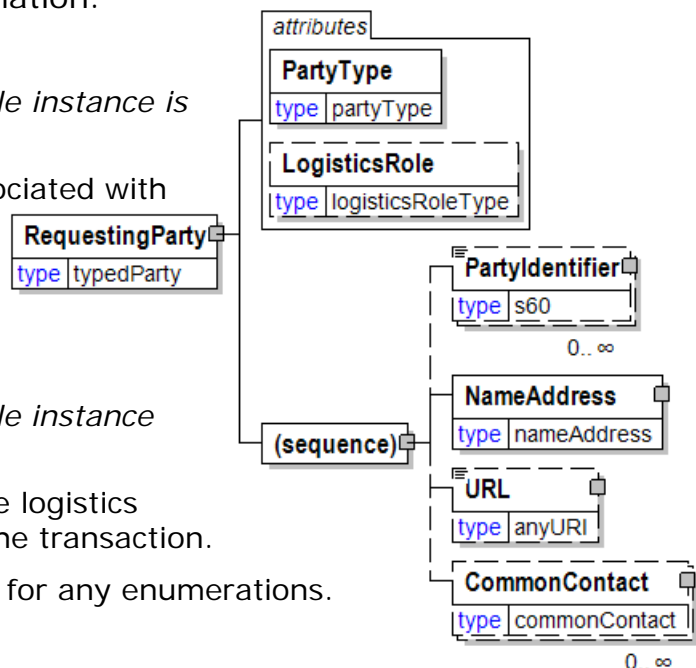 nation.
attributes
PartyType
type partyType
le instance is
LogisticsRole
type logisticsRoleType
ociated with
RequestingParty
type typedParty
PartyIdentifier
type s60
0.. ∞
NameAddress
type nameAddress
le instance
(sequence)
URL
type anyURI
e logistics
he transaction.
CommonContact
type commonContact
for any enumerations.
0.. ∞